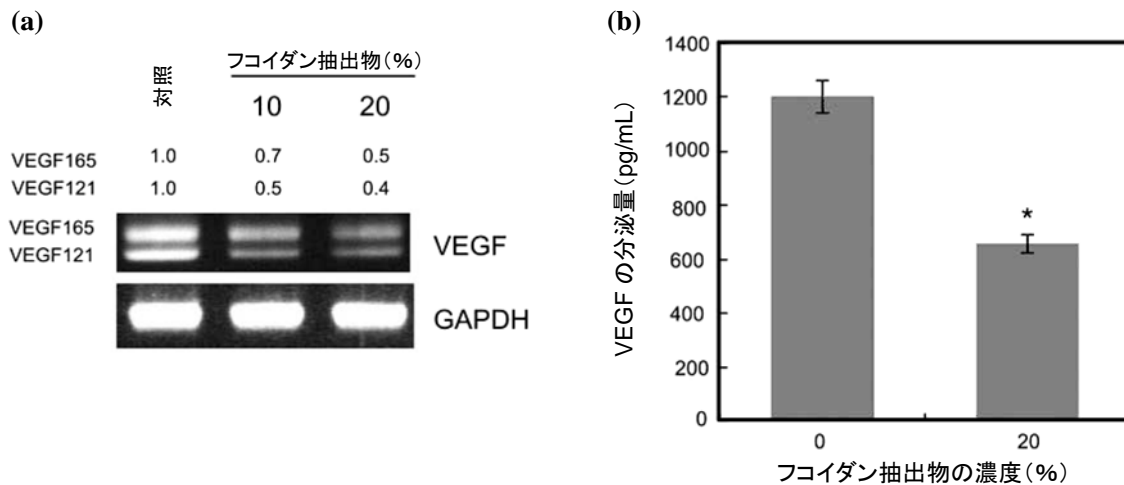 (a)
フコイダン抽出物(%)
対照
10
20
VEGF165 1.0 0.7 0.5
VEGF121 1.0 0.5 0.4
VEGF165
VEGF121
VEGF
GAPDH
(b)
VEGF の分泌量(pg/mL)
1400
1200
1000
800
600
400
200
0
*
0
20
フコイダン抽出物の濃度(%)